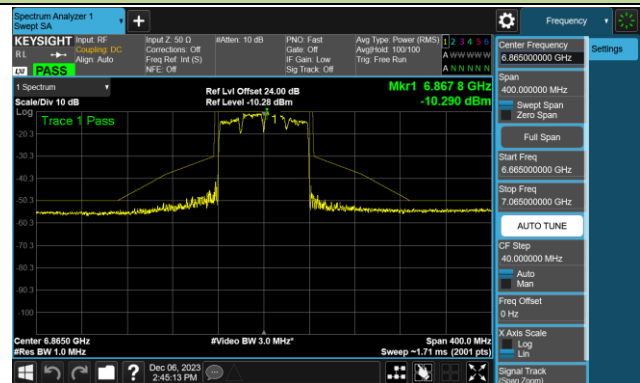 Spectrum Analyzer 1
Swept SA
Frequency
KEYSIGHT
Input: RF
Coupling: DC
Align: Auto
Input Z: 50 Ω
Corrections: Off
Freq Ref: Int (S)
NFE: Off
#Atten: 10 dB
PNO: Fast
Gate: Off
IF Gain: Low
Sig Track: Off
Avg Type: Power (RMS)
Avg|Hold: 100/100
Trig: Free Run
1 2 3 4 5 6
A W W W W W
A N N N N N
RL
LXI
PASS
1 Spectrum
Scale/Div 10 dB
Ref Lvl Offset 24.00 dB
Ref Level -10.28 dBm
Mkr1 6.867 8 GHz
-10.290 dBm
Log
Trace 1 Pass
-20.3
-30.3
-40.3
-50.3
-60.3
-70.3
-80.3
-90.3
-100
Center 6.8650 GHz
#Res BW 1.0 MHz
#Video BW 3.0 MHz*
Span 400.0 MHz
Sweep ~1.71 ms (2001 pts)
Dec 06, 2023
2:45:13 PM
Center Frequency
6.865000000 GHz
Settings
Span
400.000000 MHz
Swept Span
Zero Span
Full Span
Start Freq
6.665000000 GHz
Stop Freq
7.065000000 GHz
AUTO TUNE
CF Step
40.000000 MHz
Auto
Man
Freq Offset
0 Hz
X Axis Scale
Log
Lin
Signal Track
(Span Zoom)